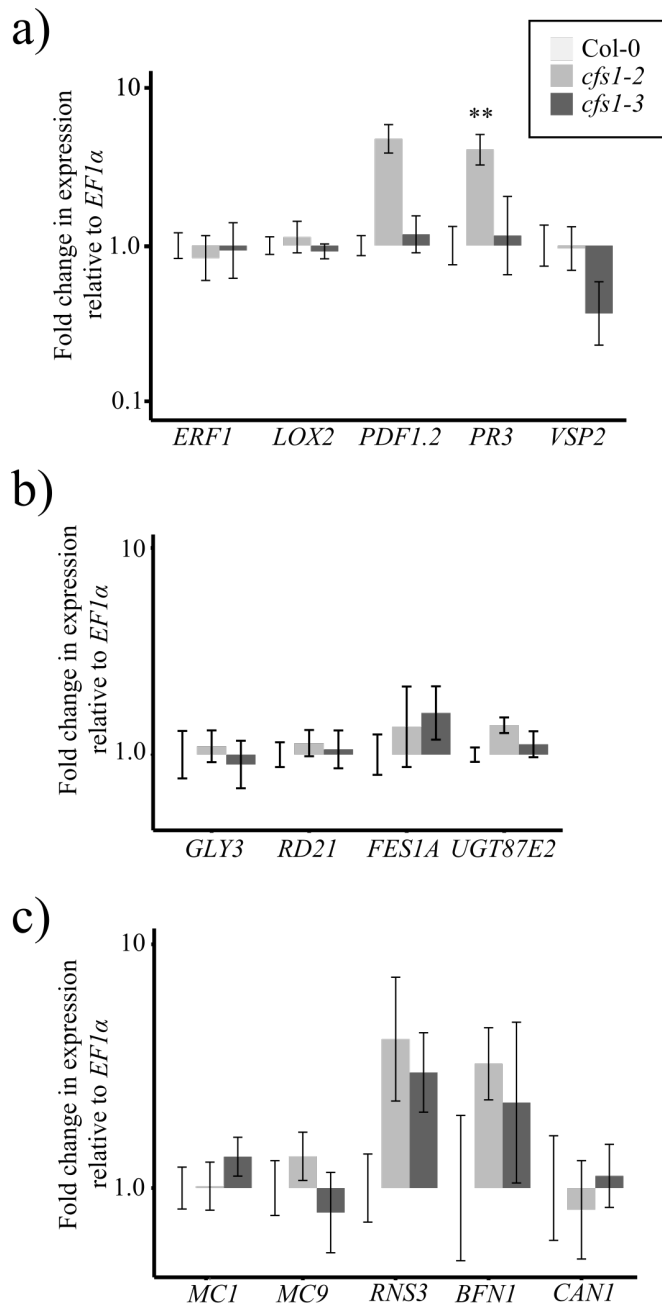 a)
Col-0
cfs1-2
cfs1-3
Fold change in expression
relative to EF1α
10
1.0
0.1
**
ERF1 LOX2 PDF1.2 PR3 VSP2
b)
Fold change in expression
relative to EF1α
10
1.0
GLY3 RD21 FES1A UGT87E2
c)
Fold change in expression
relative to EF1α
10
1.0
MC1 MC9 RNS3 BFN1 CAN1